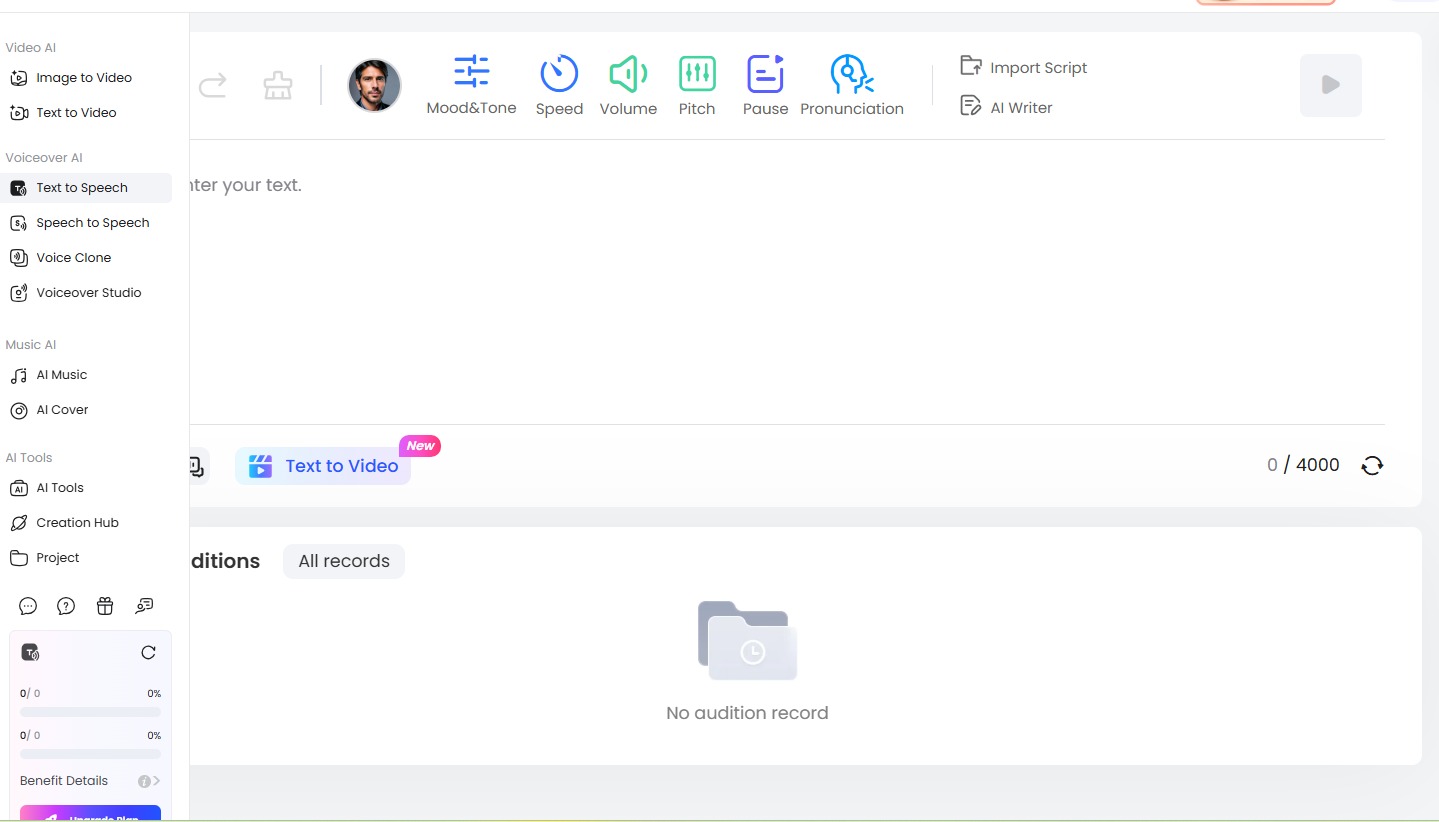 Video AI
Image to Video
Text to Video
Voiceover AI
Text to Speech
Speech to Speech
Voice Clone
Voiceover Studio
Music AI
AI Music
AI Cover
AI Tools
AI Tools
Creation Hub
Project
0/ 0 0%
0/ 0 0%
Benefit Details
Upgrade Plan
Mood&Tone Speed Volume Pitch Pause Pronunciation
Import Script
AI Writer
nter your text.
New
Text to Video
0 / 4000
ditions All records
No audition record